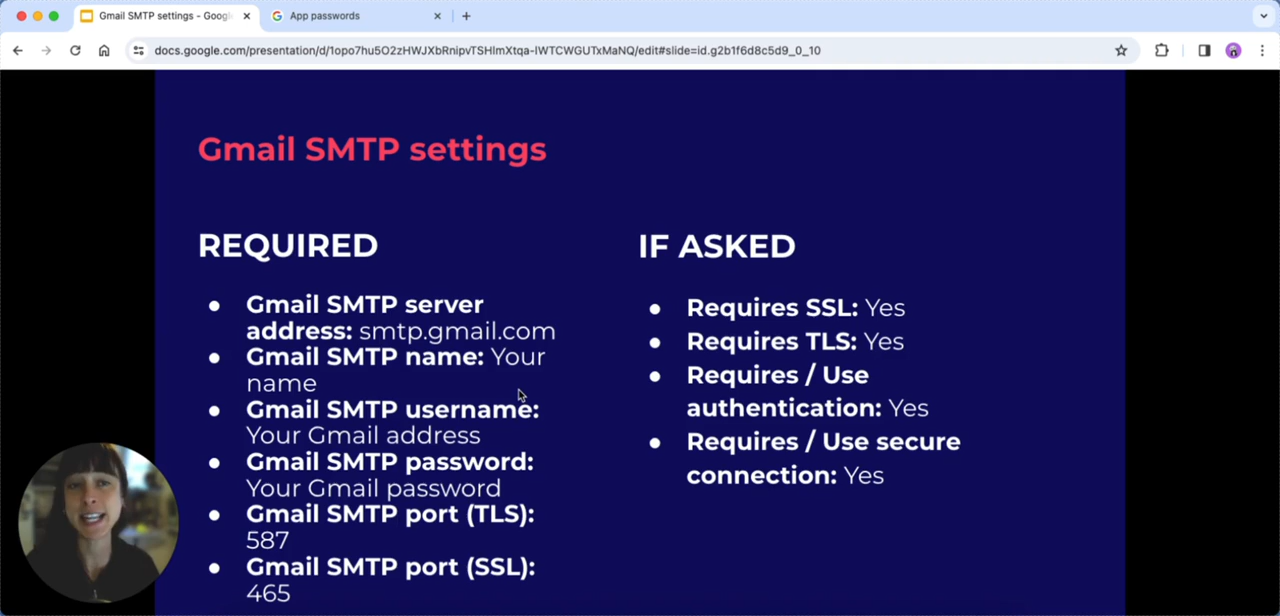 Gmail SMTP settings - Googl
App passwords
docs.google.com/presentation/d/1opo7hu5O2zHWJXbRnipvTSHlmXtqa-IWTCWGUTxMaNQ/edit#slide=id.g2b1f6d8c5d9_0_10
Gmail SMTP settings
REQUIRED
● Gmail SMTP server
address: smtp.gmail.com
● Gmail SMTP name: Your
name
● Gmail SMTP username:
Your Gmail address
● Gmail SMTP password:
Your Gmail password
● Gmail SMTP port (TLS):
587
● Gmail SMTP port (SSL):
465
IF ASKED
● Requires SSL: Yes
● Requires TLS: Yes
● Requires / Use
authentication: Yes
● Requires / Use secure
connection: Yes